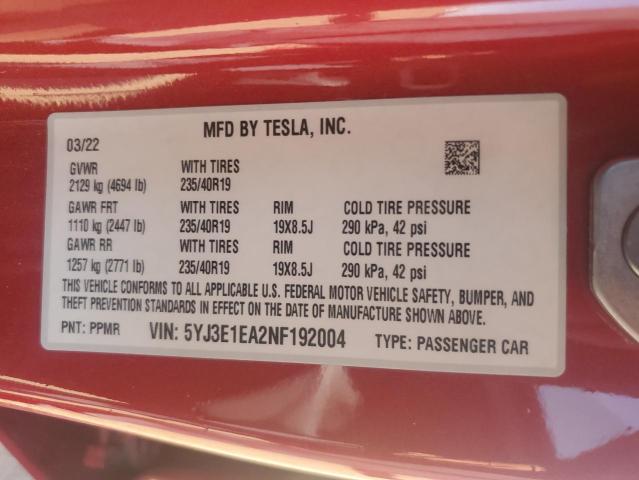 MFD BY TESLA, INC.
03/22
GVWR WITH TIRES
2129 kg (4694 lb) 235/40R19
GAWR FRT WITH TIRES RIM COLD TIRE PRESSURE
1110 kg (2447 lb) 235/40R19 19X8.5J 290 kPa, 42 psi
GAWR RR WITH TIRES RIM COLD TIRE PRESSURE
1257 kg (2771 lb) 235/40R19 19X8.5J 290 kPa, 42 psi
THIS VEHICLE CONFORMS TO ALL APPLICABLE U.S. FEDERAL MOTOR VEHICLE SAFETY, BUMPER, AND
THEFT PREVENTION STANDARDS IN EFFECT ON THE DATE OF MANUFACTURE SHOWN ABOVE.
PNT: PPMR VIN: 5YJ3E1EA2NF192004 TYPE: PASSENGER CAR